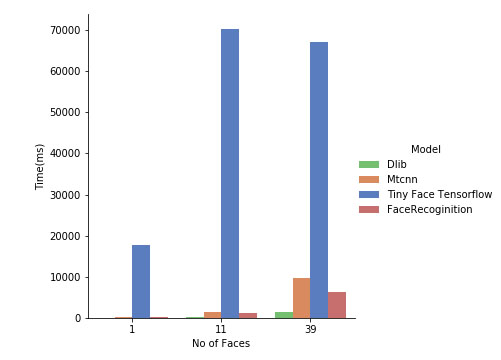 70000
60000
50000
40000
30000
20000
10000
0
Time(ms)
1 11 39
No of Faces
Model
Dlib
Mtcnn
Tiny Face Tensorflow
FaceRecoginition